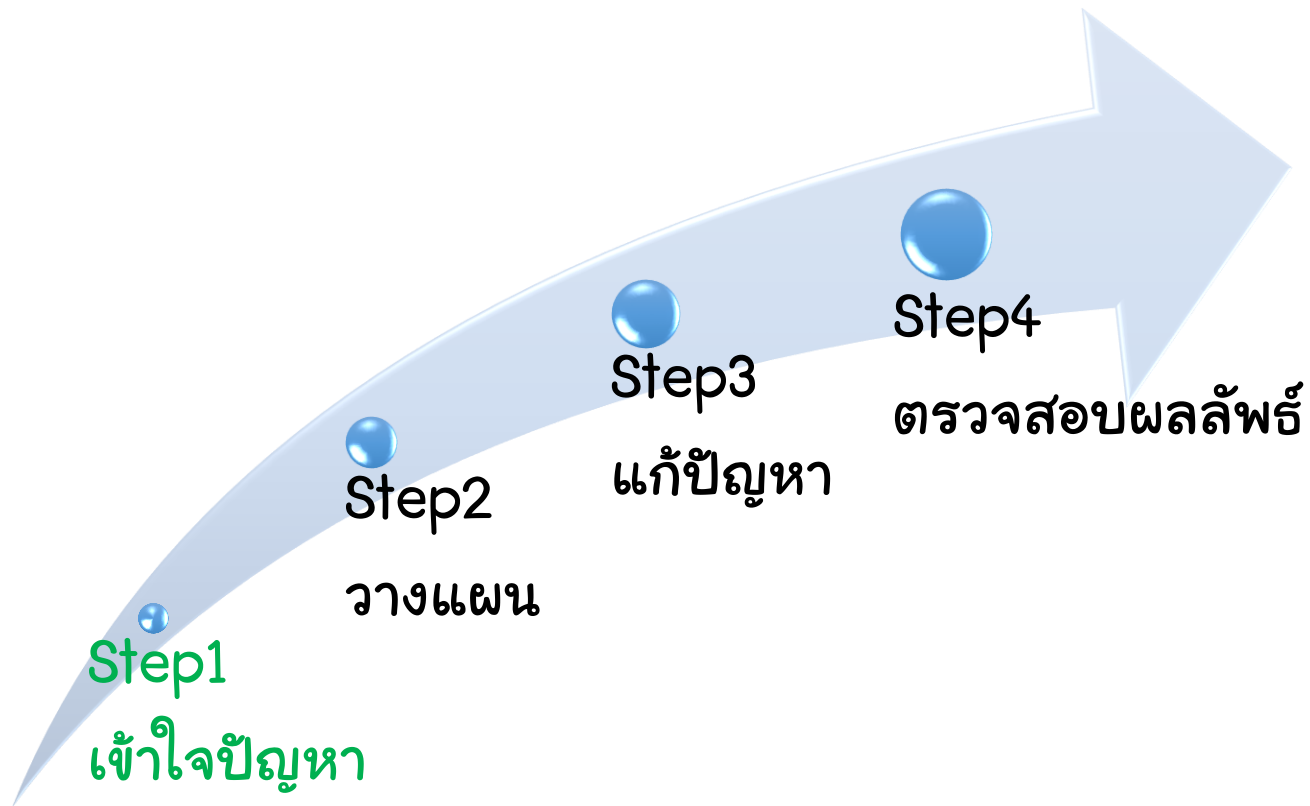 Step1
เข้าใจปัญหา
Step2
วางแผน
Step3
แก้ปัญหา
Step4
ตรวจสอบผลลัพธ์